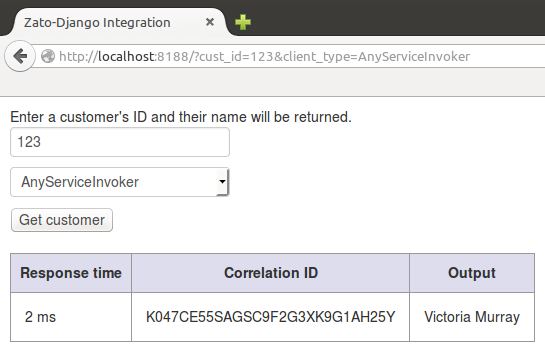 Zato-Django Integration
http://localhost:8188/?cust_id=123&client_type=AnyServiceInvoker
Enter a customer's ID and their name will be returned.
123
AnyServiceInvoker
Get customer
Response time Correlation ID Output
2 ms K047CE55SAGSC9F2G3XK9G1AH25Y Victoria Murray